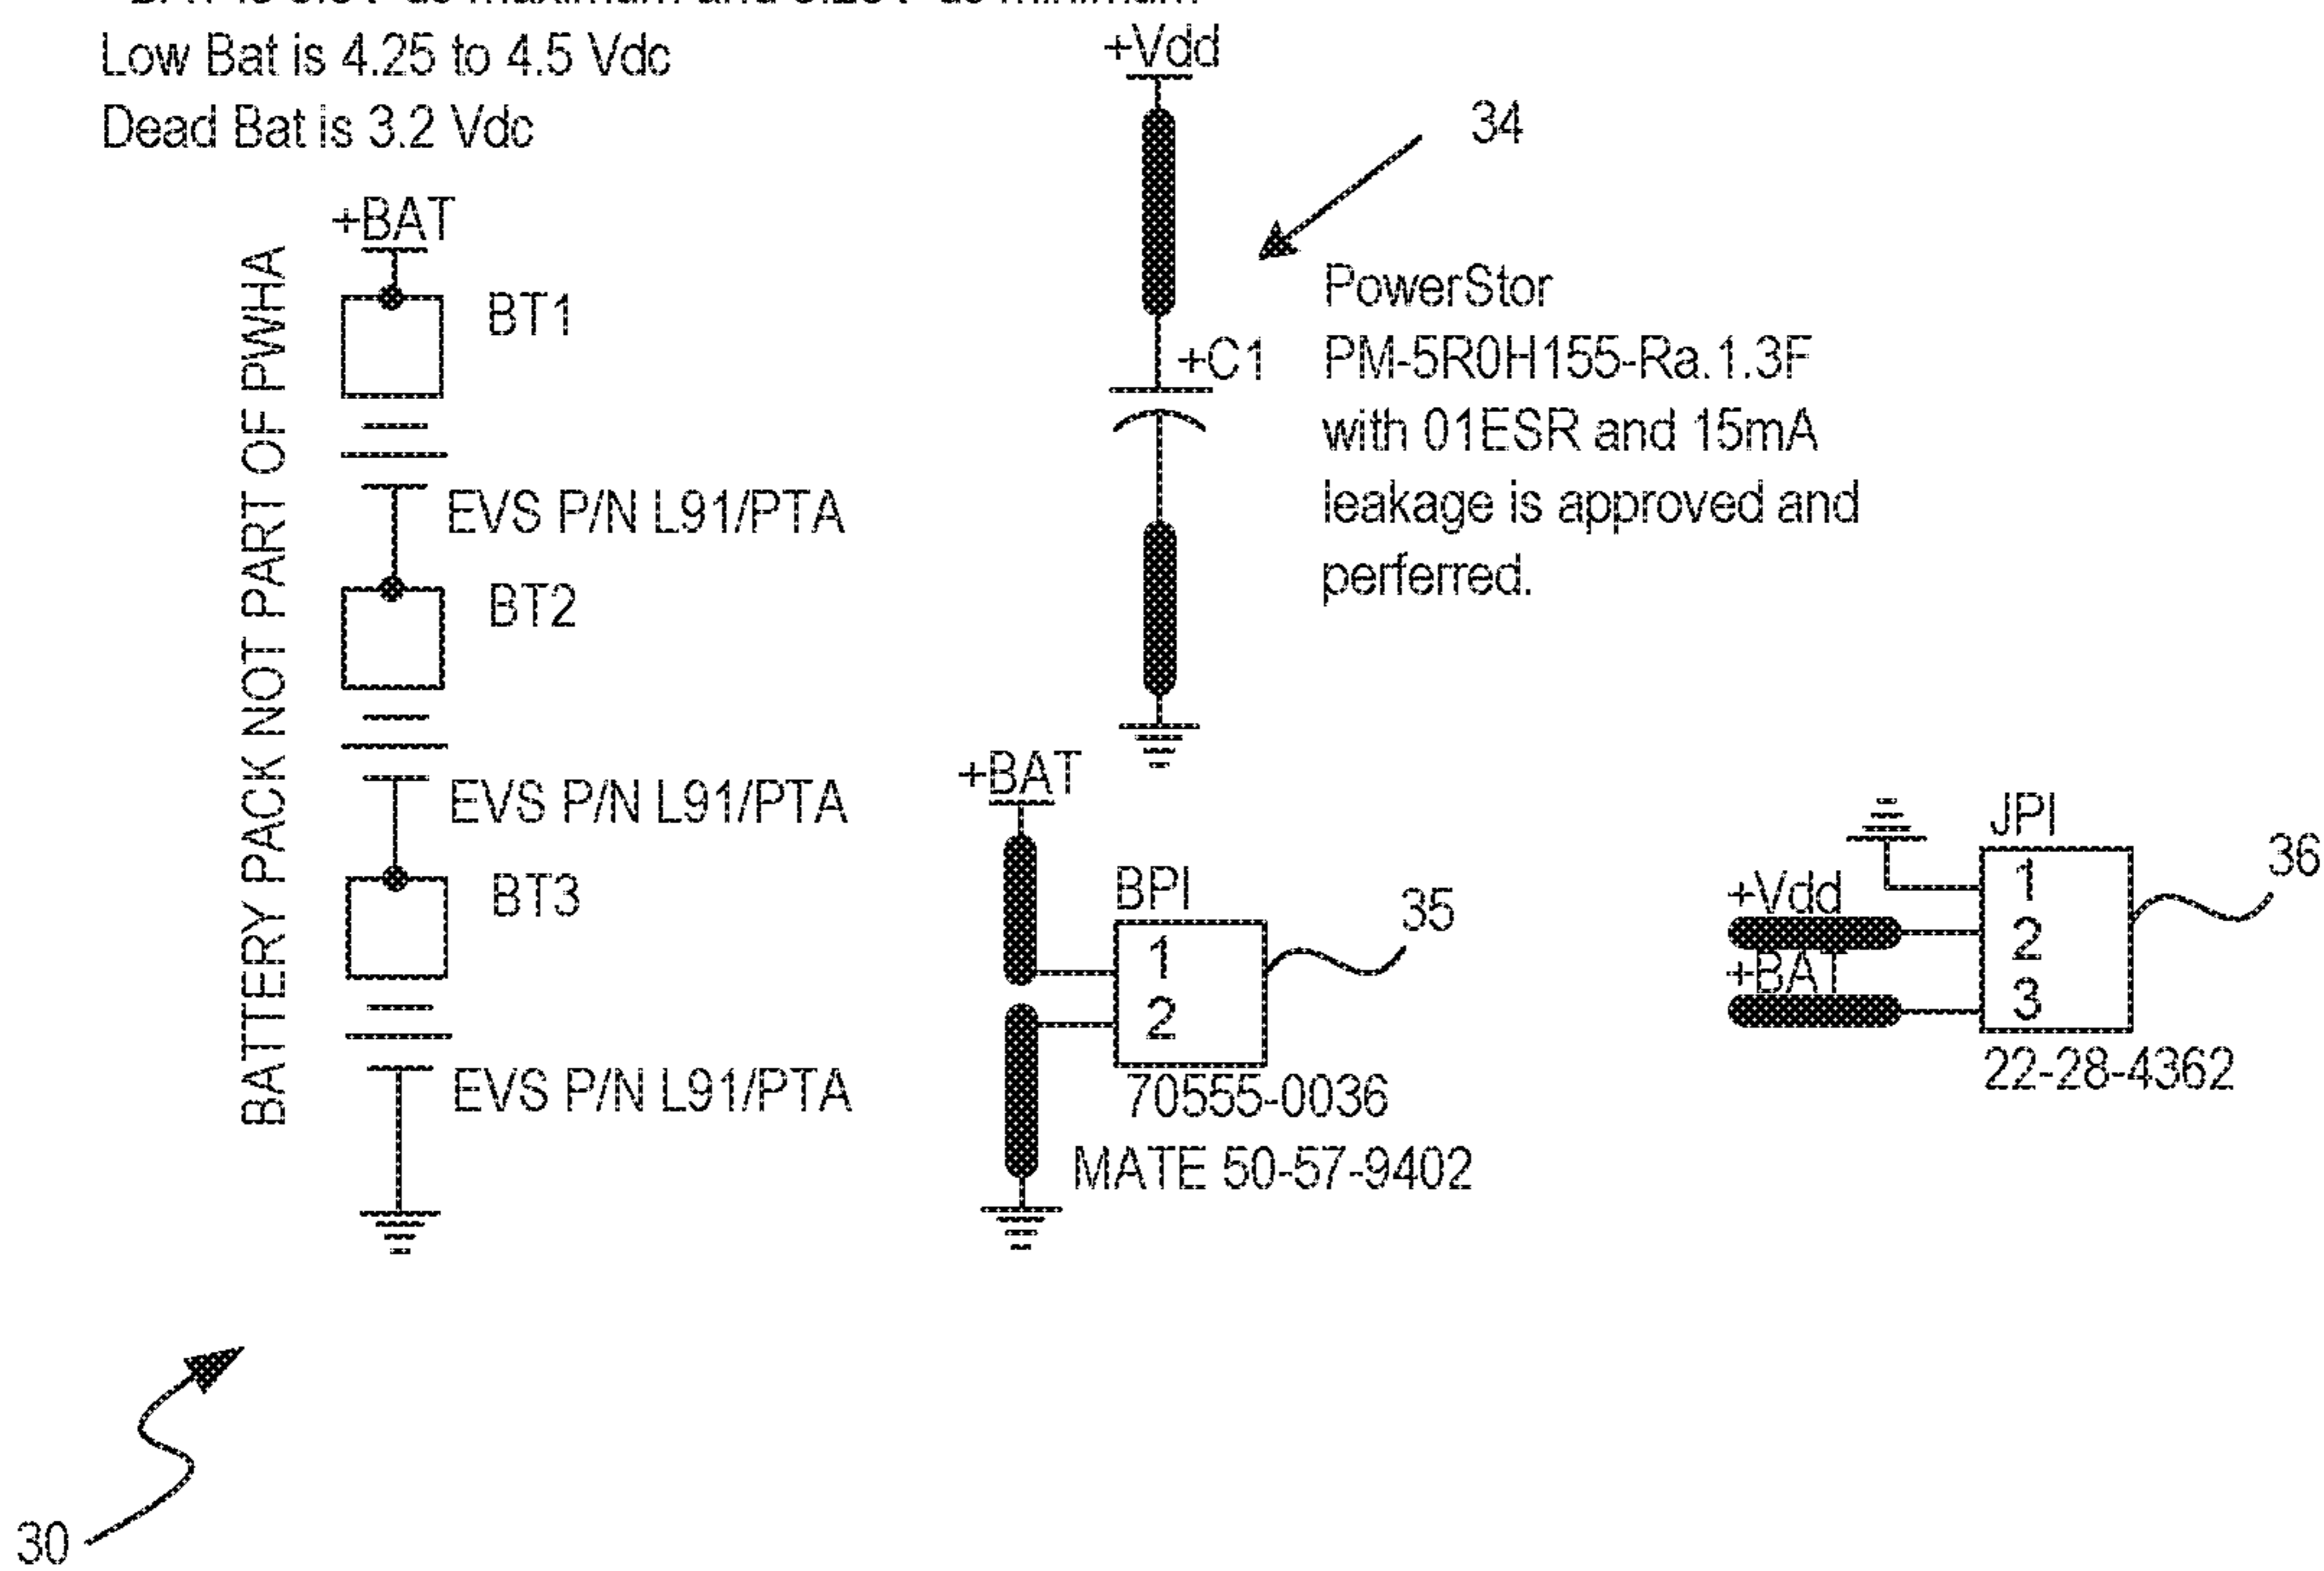 Low Bat is 4.25 to 4.5 Vdc
Dead Bat is 3.2 Vdc
+BAT
BT1
EVS P/N L91/PTA
BT2
EVS P/N L91/PTA
BT3
EVS P/N L91/PTA
BATTERY PACK NOT PART OF PWHA
+Vdd
34
+C1
PowerStor
PM-5R0H155-Ra.1.3F
with 01ESR and 15mA
leakage is approved and
perferred.
+BAT
BPI
1
2
35
70555-0036
MATE 50-57-9402
JPI
+Vdd
+BAT
1
2
3
36
22-28-4362
30